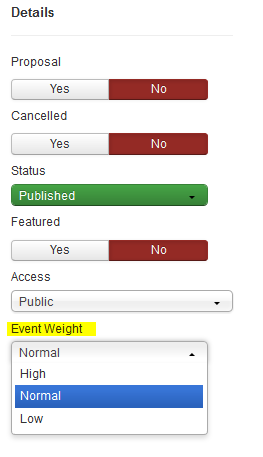 Details
Proposal
Yes No
Cancelled
Yes No
Status
Published
Featured
Yes No
Access
Public
Event Weight
Normal
High
Normal
Low